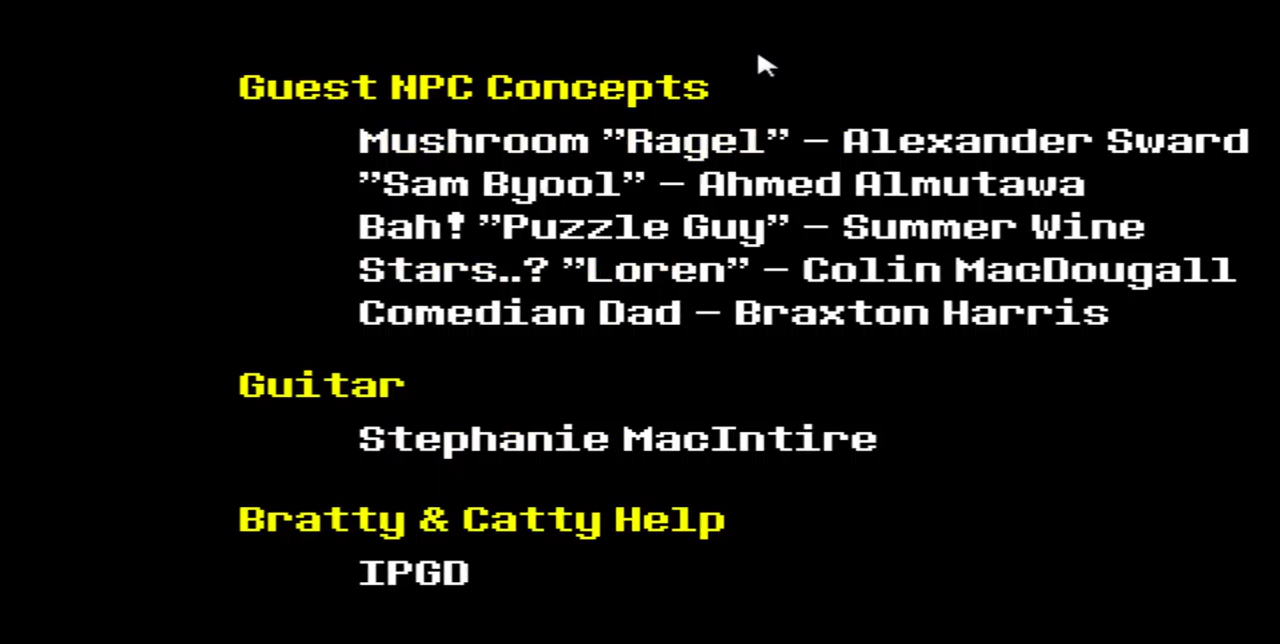 Guest NPC Concepts
Mushroom ”Ragel” – Alexander Sward
”Sam Byool” – Ahmed Almutawa
Bah! ”Puzzle Guy” – Summer Wine
Stars..? ”Loren” – Colin MacDougall
Comedian Dad – Braxton Harris
Guitar
Stephanie MacIntire
Bratty & Catty Help
IPGD